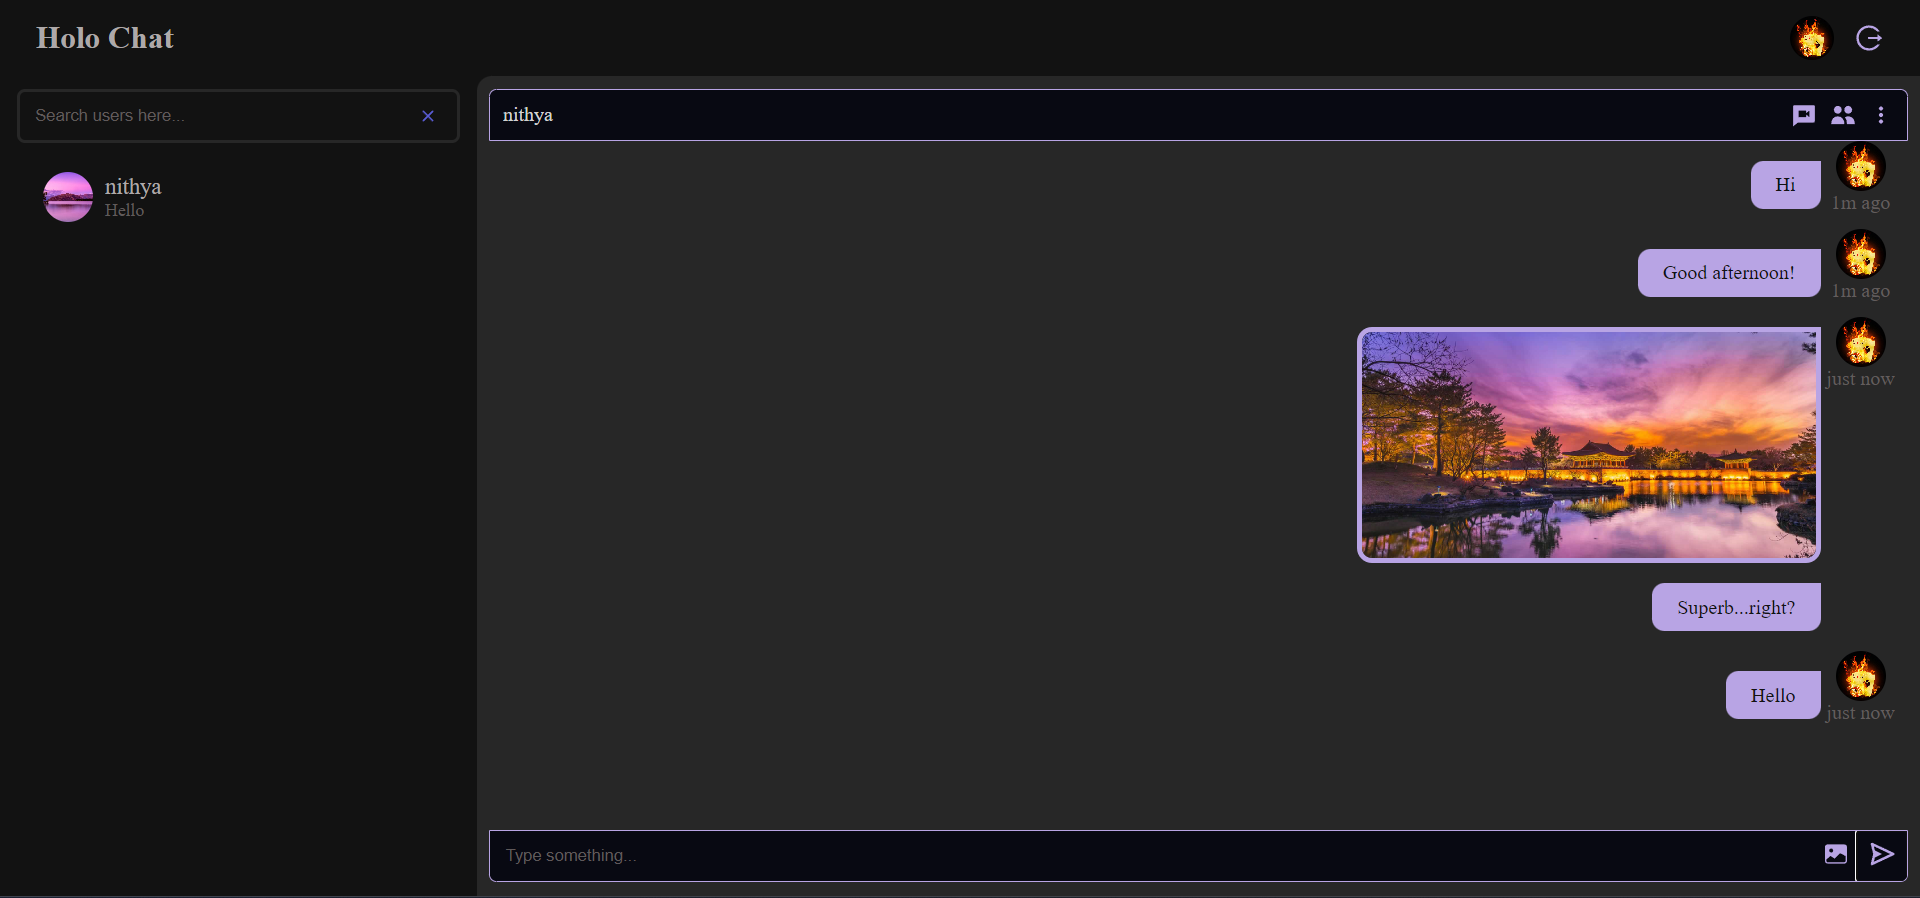 Holo Chat
Search users here...
nithya
Hello
nithya
Hi
1m ago
Good afternoon!
1m ago
just now
Superb...right?
Hello
just now
Type something...